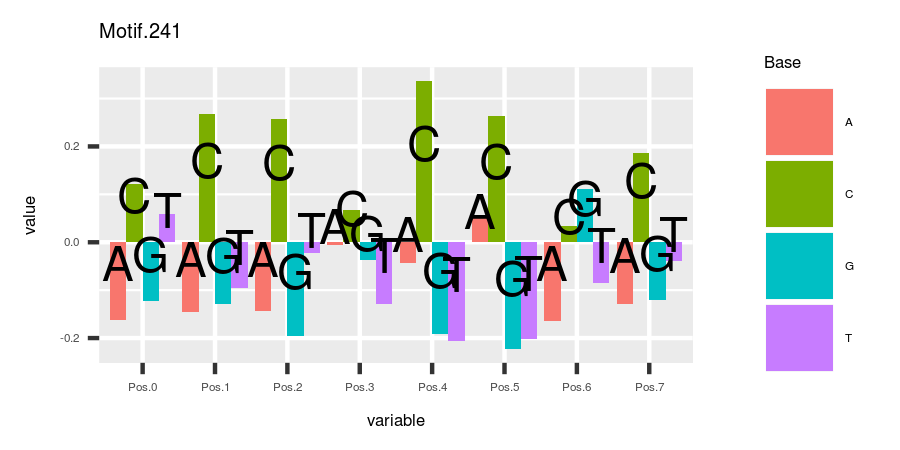 Motif.241
value
0.2
0.0
-0.2
C A G T
C A G T
C A G T
A C G T
A C G T
A C G T
A C G T
A C G T
Pos.0 Pos.1 Pos.2 Pos.3 Pos.4 Pos.5 Pos.6 Pos.7
variable
Base
A
C
G
T